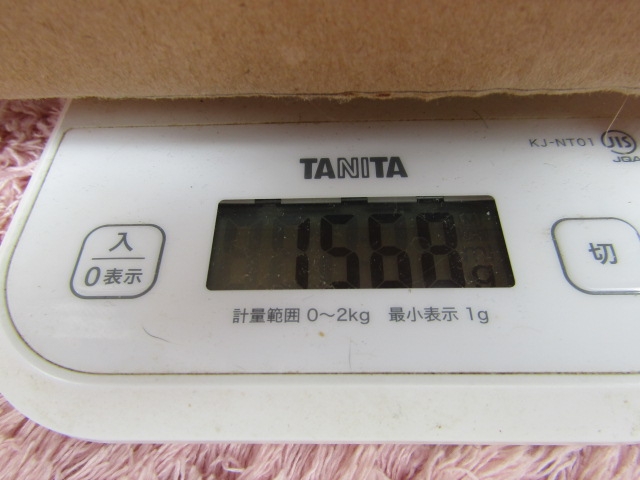 KJ-NT01 JIS
JQA
TANITA
入
0表示
1568g
切
計量範囲 0～2kg 最小表示 1g